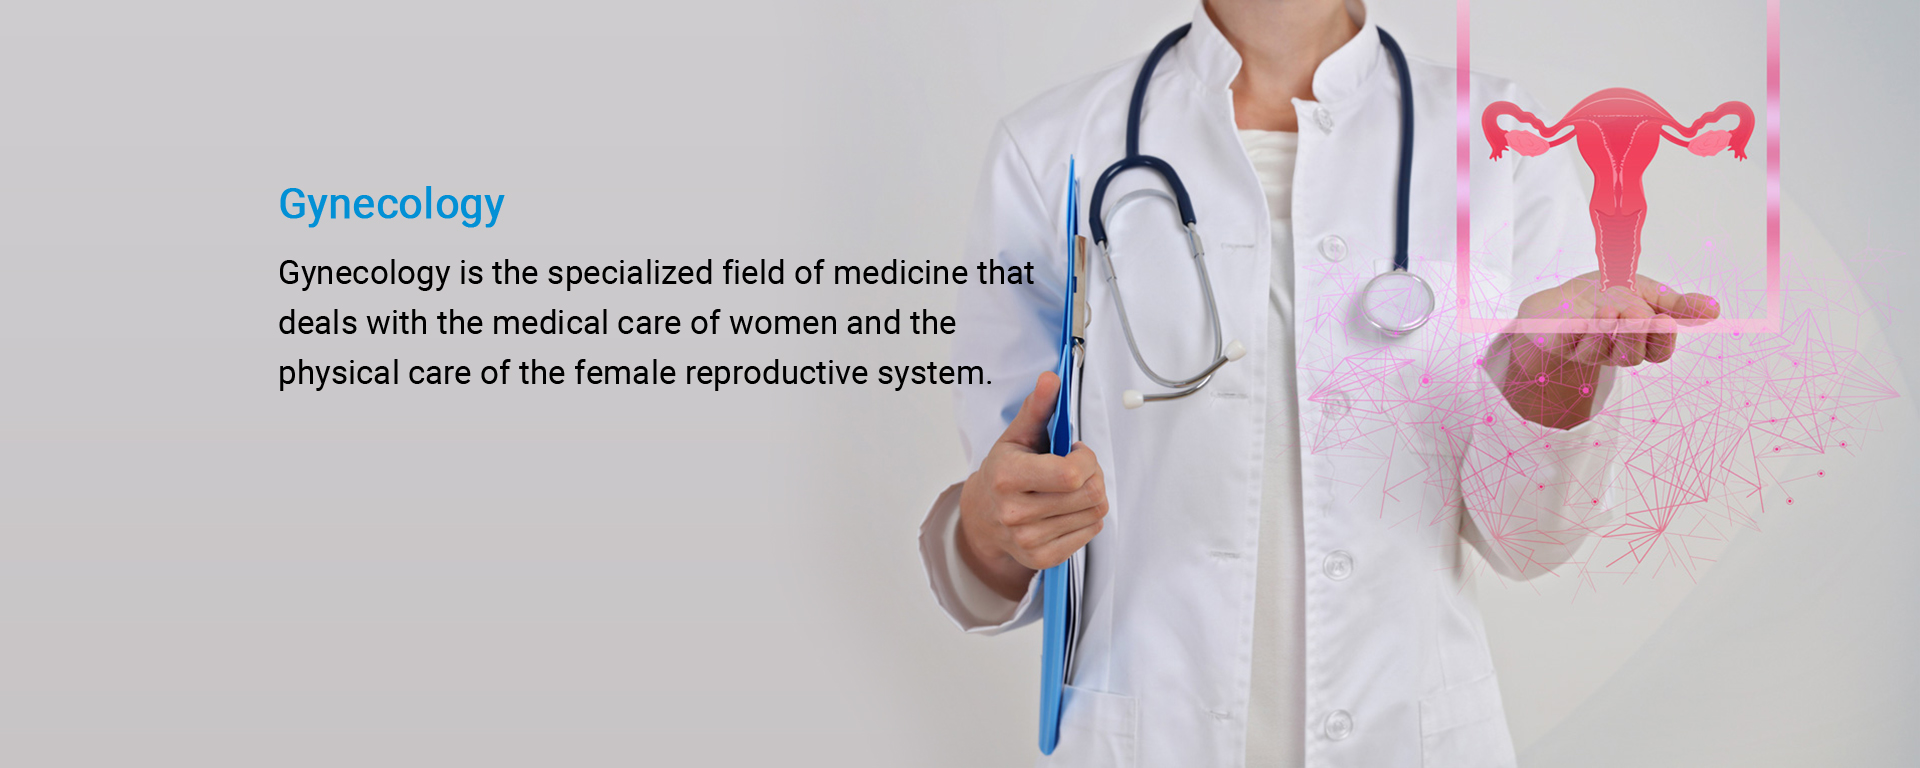 Gynecology
Gynecology is the specialized field of medicine that
deals with the medical care of women and the
physical care of the female reproductive system.